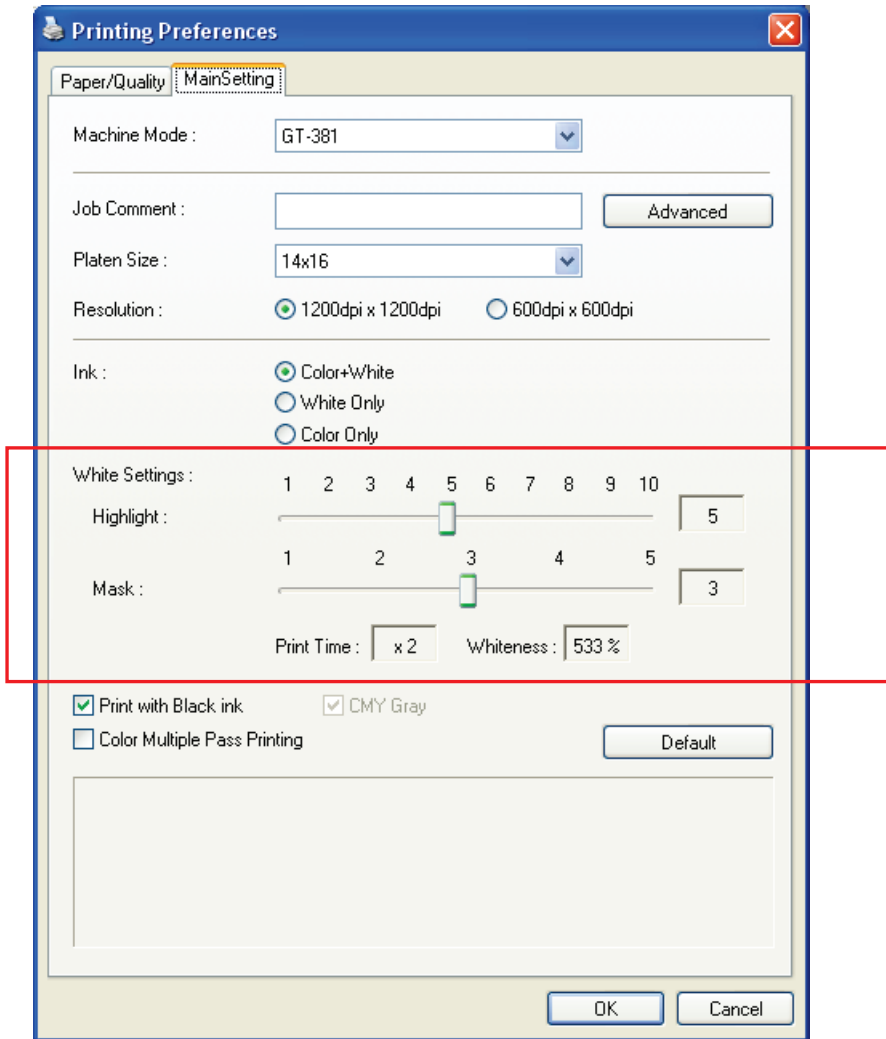 Printing Preferences
Paper/Quality MainSetting
Machine Mode : GT-381
Job Comment : Advanced
Platen Size : 14x16
Resolution : 1200dpi x 1200dpi 600dpi x 600dpi
Ink : Color+White
White Only
Color Only
White Settings : 1 2 3 4 5 6 7 8 9 10
Highlight : 5
1 2 3 4 5
Mask : 3
Print Time : x 2 Whiteness : 533 %
Print with Black ink CMY Gray
Color Multiple Pass Printing Default
OK Cancel